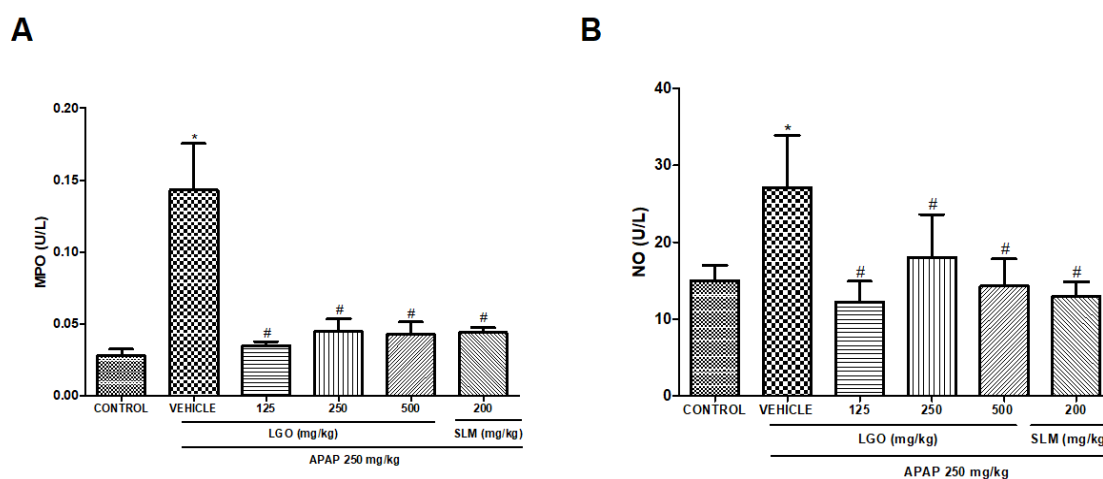 A
MPO (U/L)
0.20
0.15
0.10
0.05
0.00
*
#
#
#
#
CONTROL VEHICLE 125 250 500 200
LGO (mg/kg) SLM (mg/kg)
APAP 250 mg/kg
B
NO (U/L)
40
30
20
10
0
*
#
#
#
#
CONTROL VEHICLE 125 250 500 200
LGO (mg/kg) SLM (mg/kg
APAP 250 mg/kg